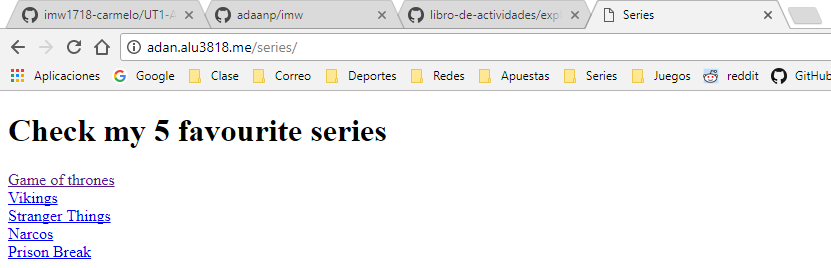 imw1718-carmelo/UT1-A
adaanp/imw
libro-de-actividades/exp
Series
adan.alu3818.me/series/
Aplicaciones Google Clase Correo Deportes Redes Apuestas Series Juegos reddit GitHub
Check my 5 favourite series
Game of thrones
Vikings
Stranger Things
Narcos
Prison Break